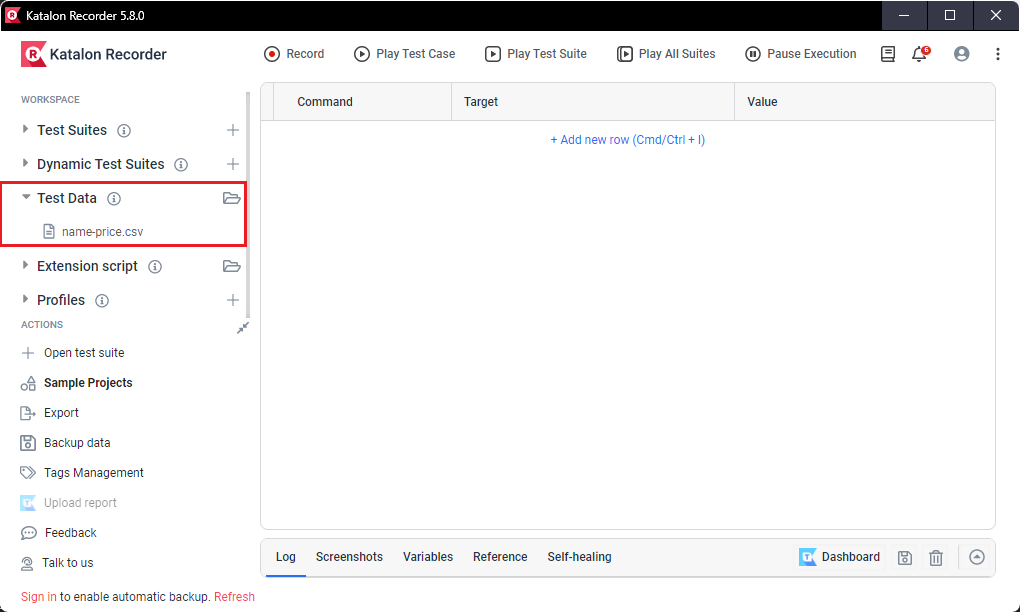 Katalon Recorder 5.8.0
Katalon Recorder
Record
Play Test Case
Play Test Suite
Play All Suites
Pause Execution
6
WORKSPACE
Test Suites
Dynamic Test Suites
Test Data
name-price.csv
Extension script
Profiles
ACTIONS
Open test suite
Sample Projects
Export
Backup data
Tags Management
Upload report
Feedback
Talk to us
Sign in to enable automatic backup. Refresh
Command
Target
Value
+ Add new row (Cmd/Ctrl + I)
Log
Screenshots
Variables
Reference
Self-healing
Dashboard